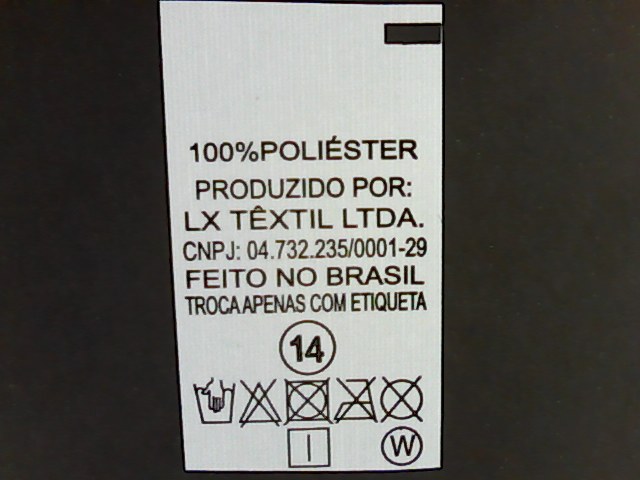 100%POLIÉSTER
PRODUZIDO POR:
LX TÊXTIL LTDA.
CNPJ: 04.732.235/0001-29
FEITO NO BRASIL
TROCA APENAS COM ETIQUETA
14
W